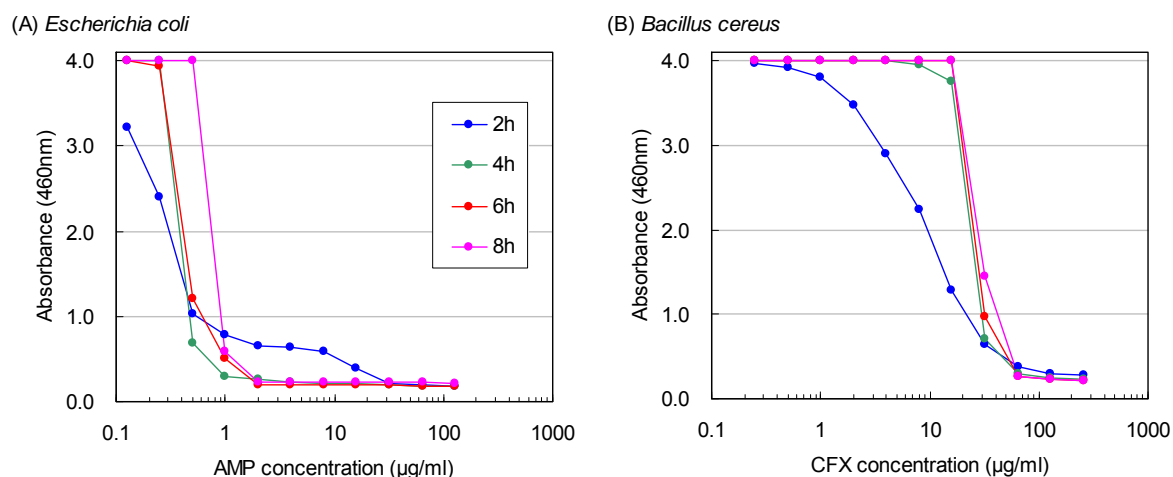 (A) Escherichia coli
4.0
3.0
2.0
1.0
0.0
Absorbance (460nm)
0.1 1 10 100 1000
AMP concentration (µg/ml)
2h
4h
6h
8h
(B) Bacillus cereus
4.0
3.0
2.0
1.0
0.0
Absorbance (460nm)
0.1 1 10 100 1000
CFX concentration (µg/ml)